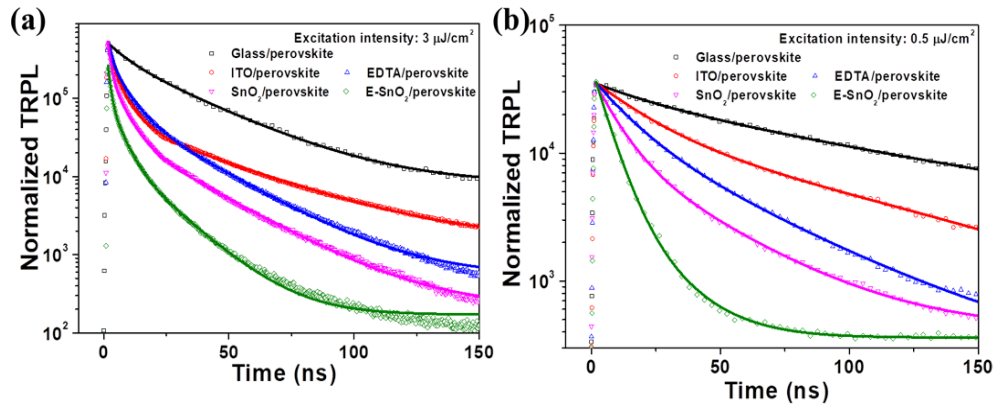 (a)
Excitation intensity: 3 μJ/cm²
Glass/perovskite
ITO/perovskite EDTA/perovskite
SnO₂/perovskite E-SnO₂/perovskite
Normalized TRPL
10⁵
10⁴
10³
10²
0 50 100 150
Time (ns)
(b)
Excitation intensity: 0.5 μJ/cm²
Glass/perovskite
ITO/perovskite EDTA/perovskite
SnO₂/perovskite E-SnO₂/perovskite
Normalized TRPL
10⁵
10⁴
10³
0 50 100 150
Time (ns)